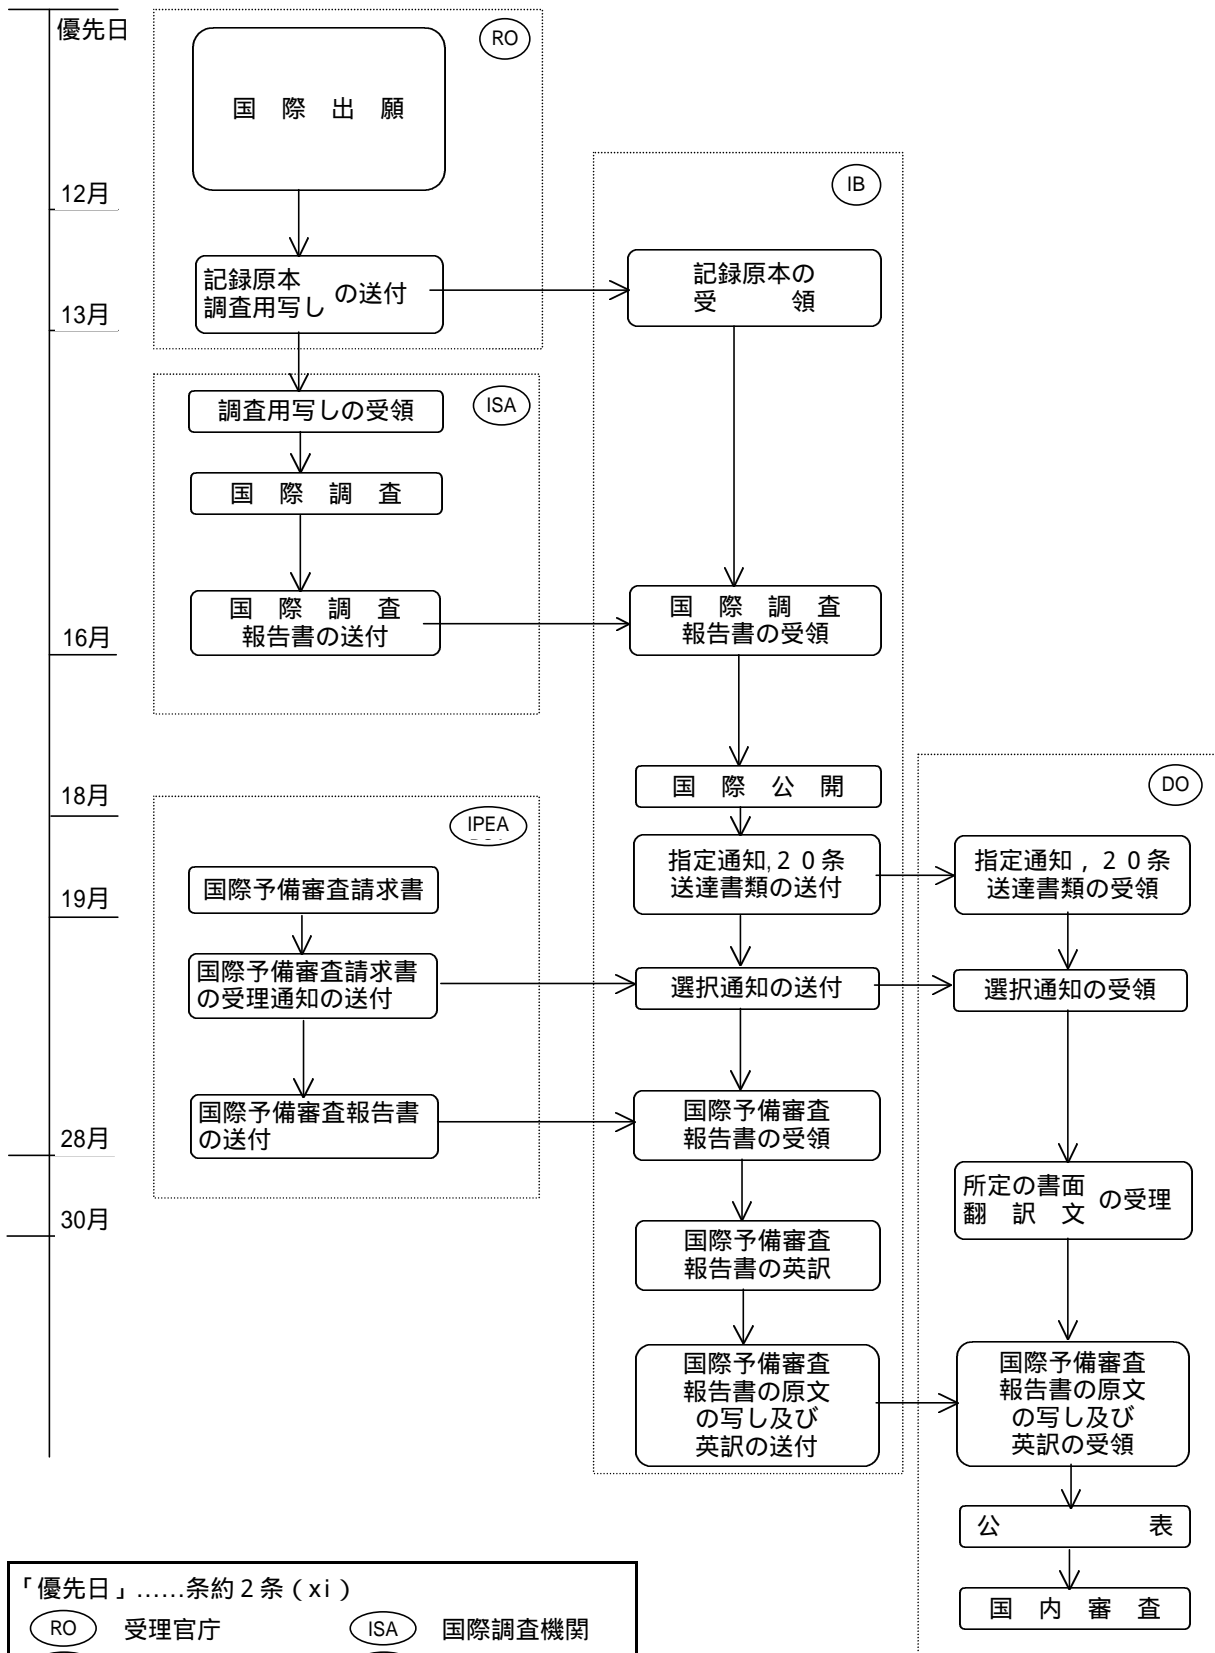 優先日
RO
国 際 出 願
12月
IB
記録原本
調査用写し
の送付
記録原本の
受 領
13月
調査用写しの受領
ISA
国 際 調 査
国 際 調 査
報告書の送付
国 際 調 査
報告書の受領
16月
国 際 公 開
DO
18月
IPEA
指定通知,２０条
送達書類の送付
指定通知，２０条
送達書類の受領
国際予備審査請求書
19月
国際予備審査請求書
の受理通知の送付
選択通知の送付
選択通知の受領
国際予備審査報告書
の送付
国際予備審査
報告書の受領
28月
所定の書面
翻 訳 文
の受理
30月
国際予備審査
報告書の英訳
国際予備審査
報告書の原文
の写し及び
英訳の送付
国際予備審査
報告書の原文
の写し及び
英訳の受領
公 表
国 内 審 査
「優先日」……条約２条（xi）
RO 受理官庁 ISA 国際調査機関